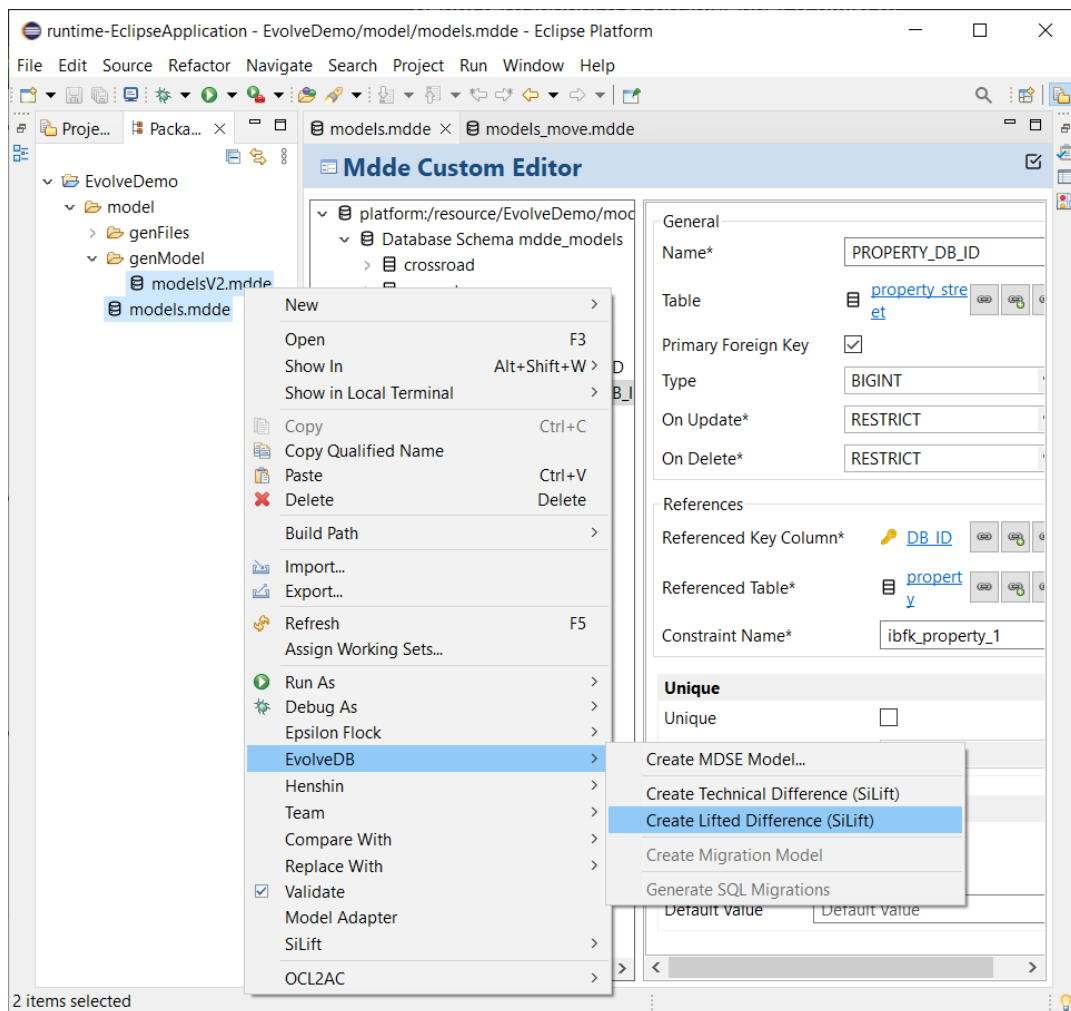 runtime-EclipseApplication - EvolveDemo/model/models.mdde - Eclipse Platform
File Edit Source Refactor Navigate Search Project Run Window Help
Proje... Packa... models.mdde models_move.mdde
Mdde Custom Editor
EvolveDemo
model
genFiles
genModel
modelsV2.mdde
models.mdde
platform:/resource/EvolveDemo/mod
Database Schema mdde_models
crossroad
D
B_I
New
Open F3
Show In Alt+Shift+W >
Show in Local Terminal
Copy Ctrl+C
Copy Qualified Name
Paste Ctrl+V
Delete Delete
Build Path
Import...
Export...
Refresh F5
Assign Working Sets...
Run As
Debug As
Epsilon Flock
EvolveDB
Henshin
Team
Compare With
Replace With
Validate
Model Adapter
SiLift
OCL2AC
Create MDSE Model...
Create Technical Difference (SiLift)
Create Lifted Difference (SiLift)
Create Migration Model
Generate SQL Migrations
General
Name* PROPERTY_DB_ID
Table property_stre
et
Primary Foreign Key
Type BIGINT
On Update* RESTRICT
On Delete* RESTRICT
References
Referenced Key Column* DB_ID
Referenced Table* propert
y
Constraint Name* ibfk_property_1
Unique
Unique
Default Value Default Value
2 items selected